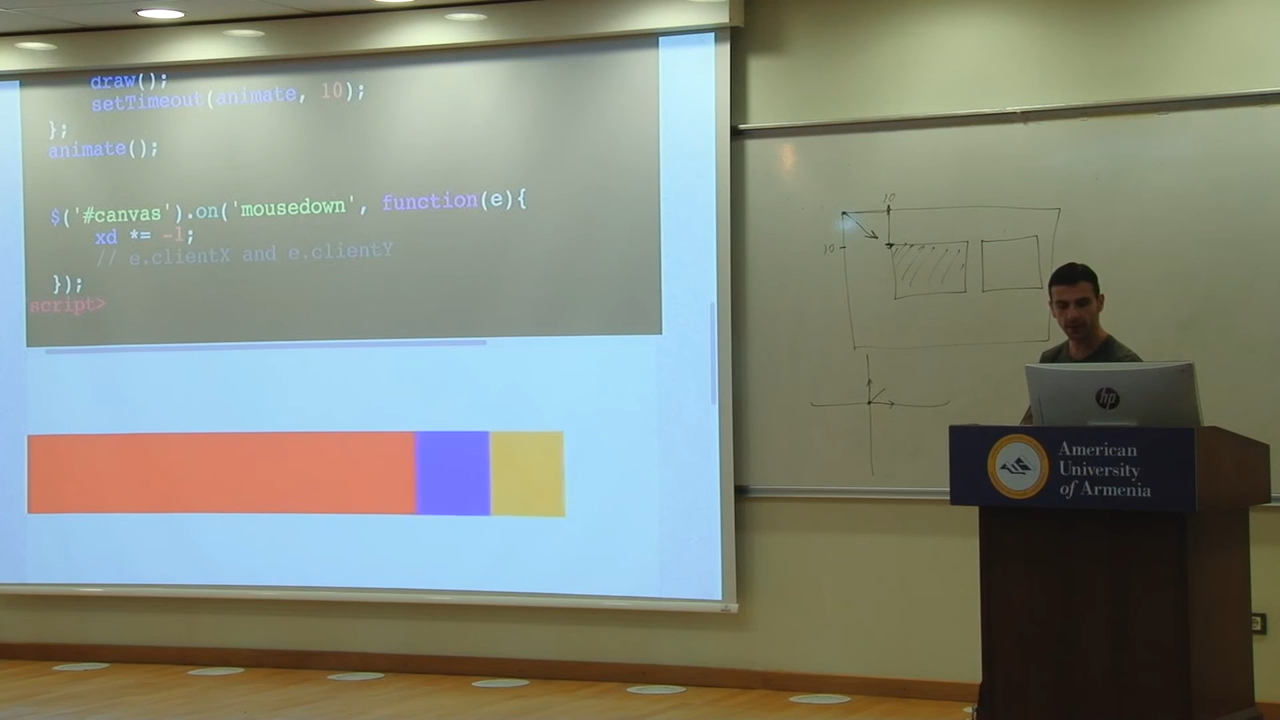 draw();
setTimeout(animate, 10);
};
animate();
$('#canvas').on('mousedown', function(e){
xd *= -1;
// e.clientX and e.clientY
});
script>
10
10
hp
American
University
of Armenia